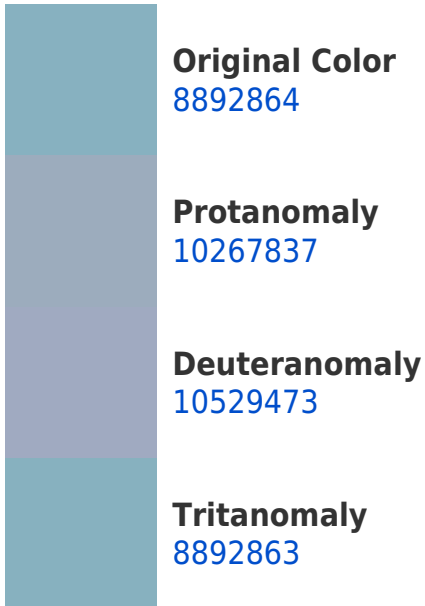 Original Color
8892864
Protanomaly
10267837
Deuteranomaly
10529473
Tritanomaly
8892863